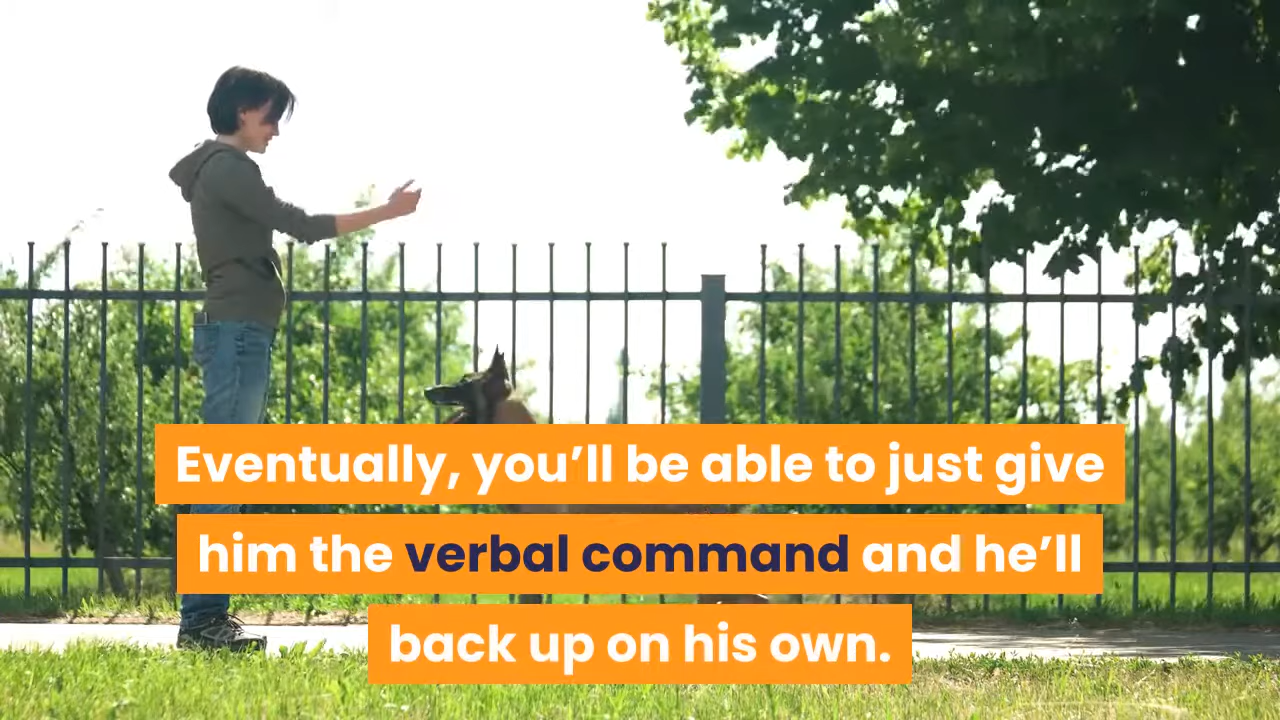 Eventually, you’ll be able to just give
him the verbal command and he’ll
back up on his own.